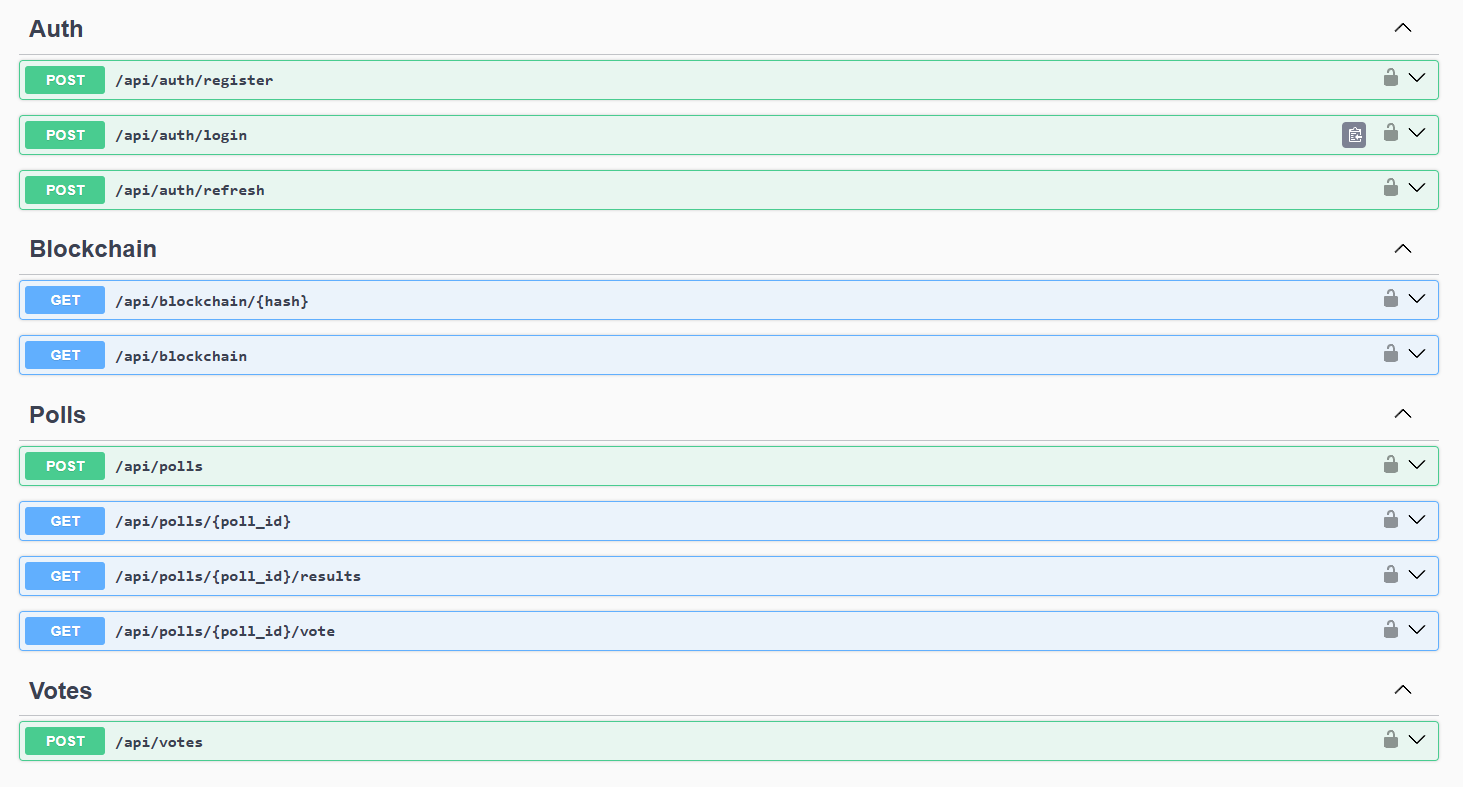 Auth
POST /api/auth/register
POST /api/auth/login
POST /api/auth/refresh
Blockchain
GET /api/blockchain/{hash}
GET /api/blockchain
Polls
POST /api/polls
GET /api/polls/{poll_id}
GET /api/polls/{poll_id}/results
GET /api/polls/{poll_id}/vote
Votes
POST /api/votes